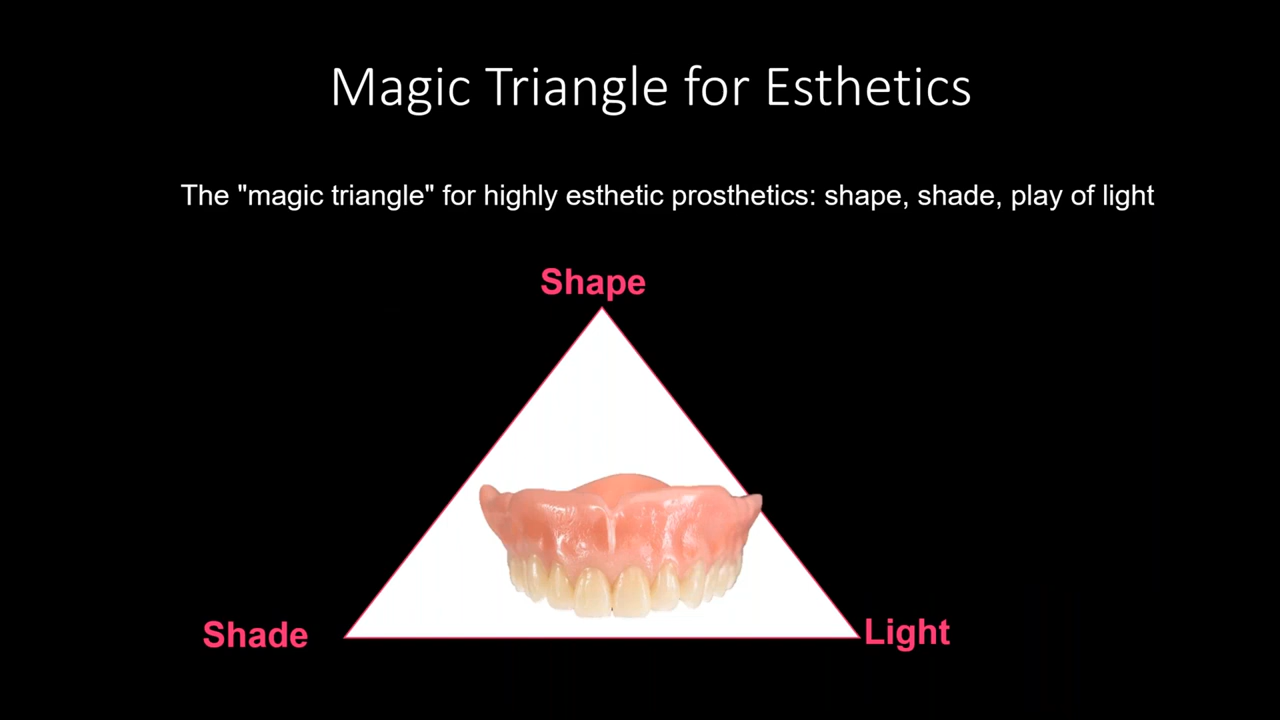 Magic Triangle for Esthetics
The "magic triangle" for highly esthetic prosthetics: shape, shade, play of light
Shape
Shade
Light